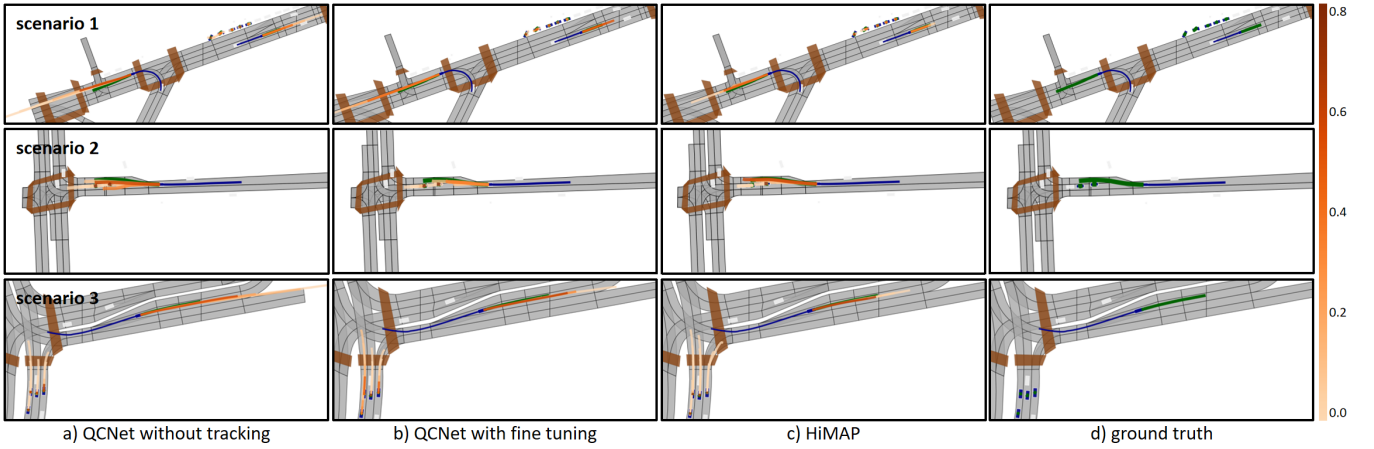 scenario 1
scenario 2
scenario 3
0.8
0.6
0.4
0.2
0.0
a) QCNet without tracking
b) QCNet with fine tuning
c) HiMAP
d) ground truth